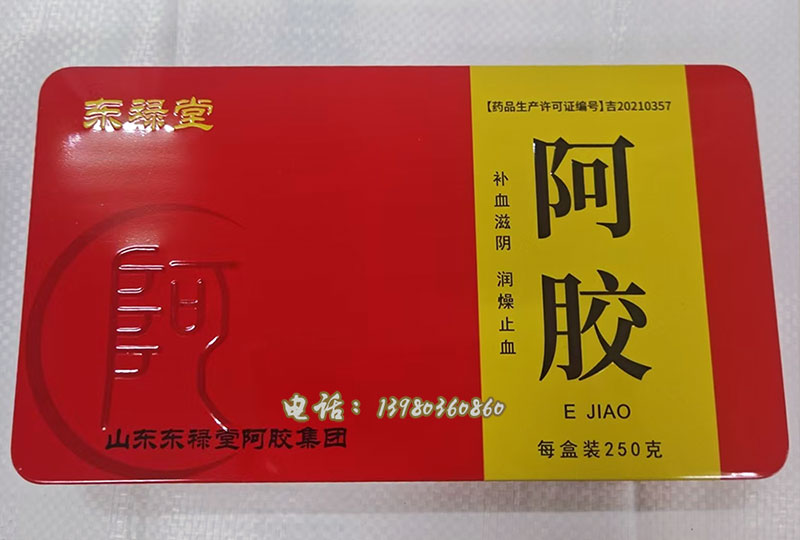 东禄堂
【药品生产许可证编号】吉20210357
阿胶
补血滋阴 润燥止血
阿
E JIAO
每盒装250克
电话：13980360860
山东东禄堂阿胶集团